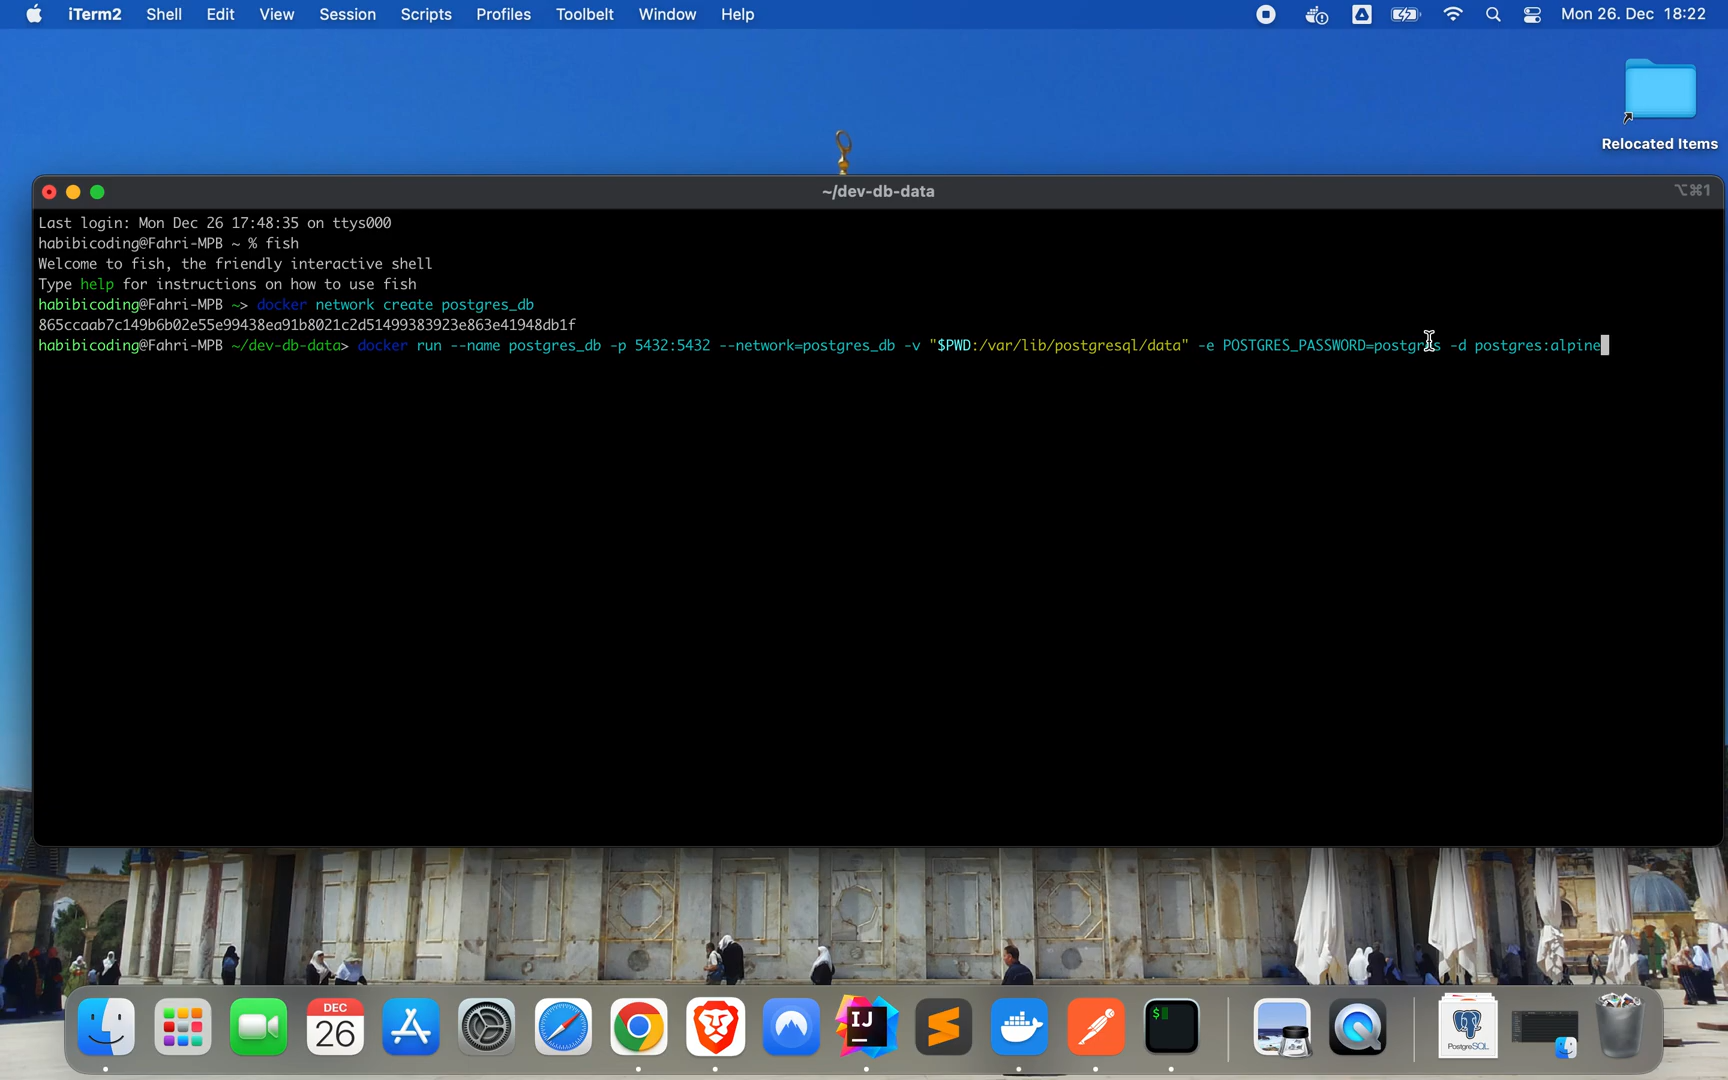 iTerm2 Shell Edit View Session Scripts Profiles Toolbelt Window Help Mon 26. Dec 18:22
Relocated Items
~/dev-db-data ⌥⌘1
Last login: Mon Dec 26 17:48:35 on ttys000
habibicoding@Fahri-MPB ~ % fish
Welcome to fish, the friendly interactive shell
Type help for instructions on how to use fish
habibicoding@Fahri-MPB ~> docker network create postgres_db
865ccaab7c149b6b02e55e99438ea91b8021c2d51499383923e863e41948db1f
habibicoding@Fahri-MPB ~/dev-db-data> docker run --name postgres_db -p 5432:5432 --network=postgres_db -v "$PWD:/var/lib/postgresql/data" -e POSTGRES_PASSWORD=postgres -d postgres:alpine
DEC
26
IJ
$
PostgreSQL